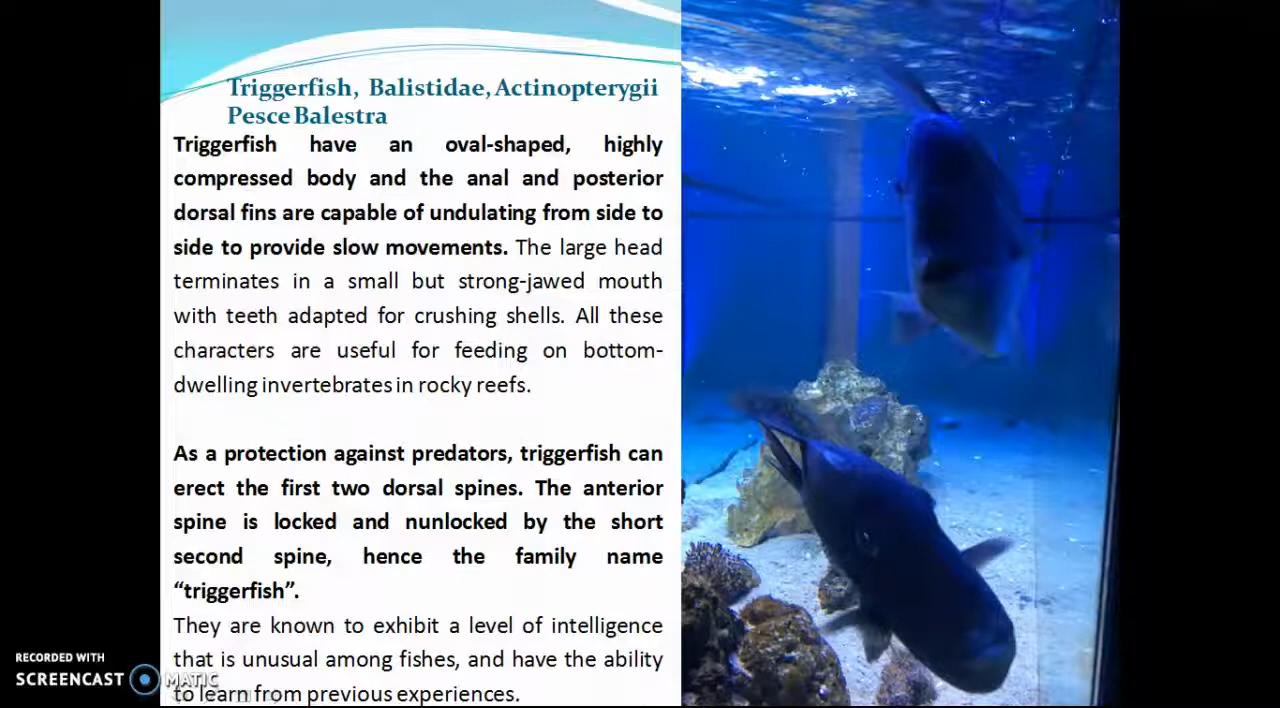 Triggerfish, Balistidae, Actinopterygii
Pesce Balestra
Triggerfish have an oval-shaped, highly
compressed body and the anal and posterior
dorsal fins are capable of undulating from side to
side to provide slow movements. The large head
terminates in a small but strong-jawed mouth
with teeth adapted for crushing shells. All these
characters are useful for feeding on bottom-
dwelling invertebrates in rocky reefs.
As a protection against predators, triggerfish can
erect the first two dorsal spines. The anterior
spine is locked and nunlocked by the short
second spine, hence the family name
“triggerfish”.
They are known to exhibit a level of intelligence
that is unusual among fishes, and have the ability
to learn from previous experiences.
RECORDED WITH
SCREENCAST MATIC